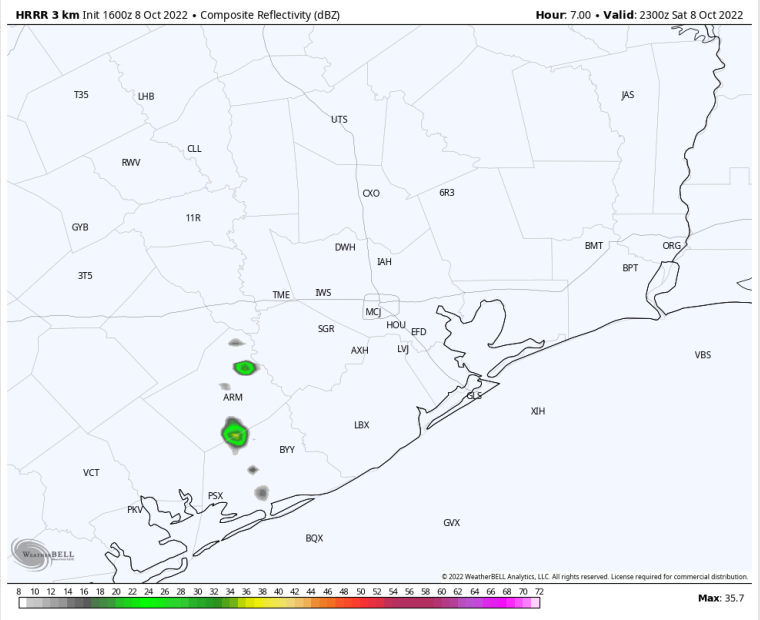 HRRR 3 km Init 1600z 8 Oct 2022 • Composite Reflectivity (dBZ)
Hour: 7.00 • Valid: 2300z Sat 8 Oct 2022
T35
LHB
JAS
UTS
CLL
RWV
CXO
6R3
11R
GYB
DWH
BMT
ORG
IAH
BPT
3T5
TME
IWS
MCJ
HOU
SGR
EFD
AXH
LVJ
VBS
ARM
GLS
XIH
LBX
BYY
VCT
PSX
PKV
GVX
BQX
WEATHERBELL
© 2022 WeatherBELL Analytics, LLC. All rights reserved. License required for commercial distribution.
8 10 12 14 16 18 20 22 24 26 28 30 32 34 36 38 40 42 44 46 48 50 52 54 56 58 60 62 64 66 68 70 72
Max: 35.7